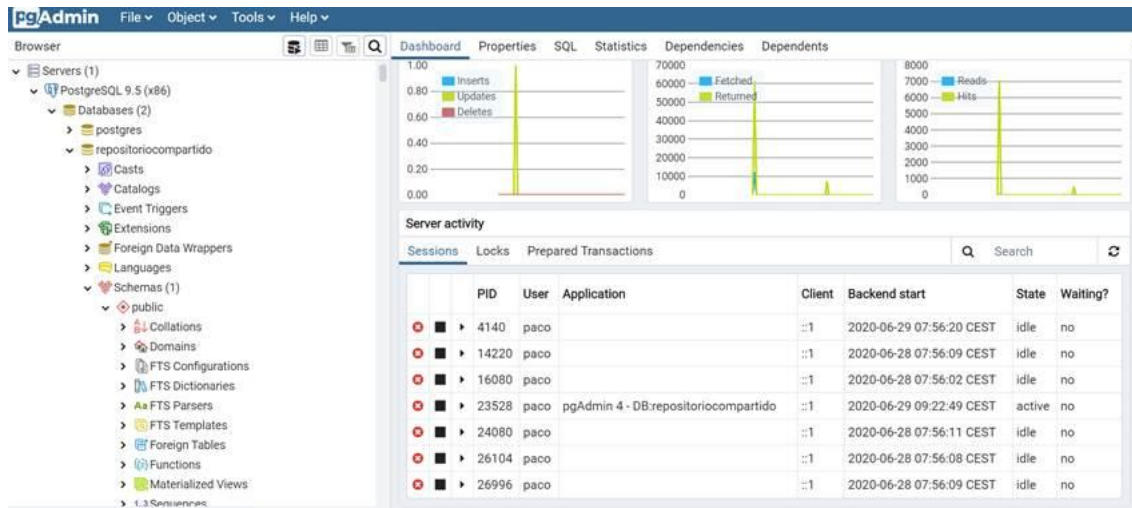 pgAdmin File Object Tools Help
Browser
Servers (1)
PostgreSQL 9.5 (x86)
Databases (2)
postgres
repositoriocompartido
Casts
Catalogs
Event Triggers
Extensions
Foreign Data Wrappers
Languages
Schemas (1)
public
Collations
Domains
FTS Configurations
FTS Dictionaries
FTS Parsers
FTS Templates
Foreign Tables
Functions
Materialized Views
1..3 Sequences
Dashboard Properties SQL Statistics Dependencies Dependents
1.00
0.80
0.60
0.40
0.20
0.00
Inserts
Updates
Deletes
70000
60000
50000
40000
30000
20000
10000
0
Fetched
Returned
8000
7000
6000
5000
4000
3000
2000
1000
0
Reads
Hits
Server activity
Sessions Locks Prepared Transactions Search
PID User Application Client Backend start State Waiting?
4140 paco ::1 2020-06-29 07:56:20 CEST idle no
14220 paco ::1 2020-06-28 07:56:09 CEST idle no
16080 paco ::1 2020-06-28 07:56:02 CEST idle no
23528 paco pgAdmin 4 - DB:repositoriocompartido ::1 2020-06-29 09:22:49 CEST active no
24080 paco ::1 2020-06-28 07:56:11 CEST idle no
26104 paco ::1 2020-06-28 07:56:08 CEST idle no
26996 paco ::1 2020-06-28 07:56:09 CEST idle no